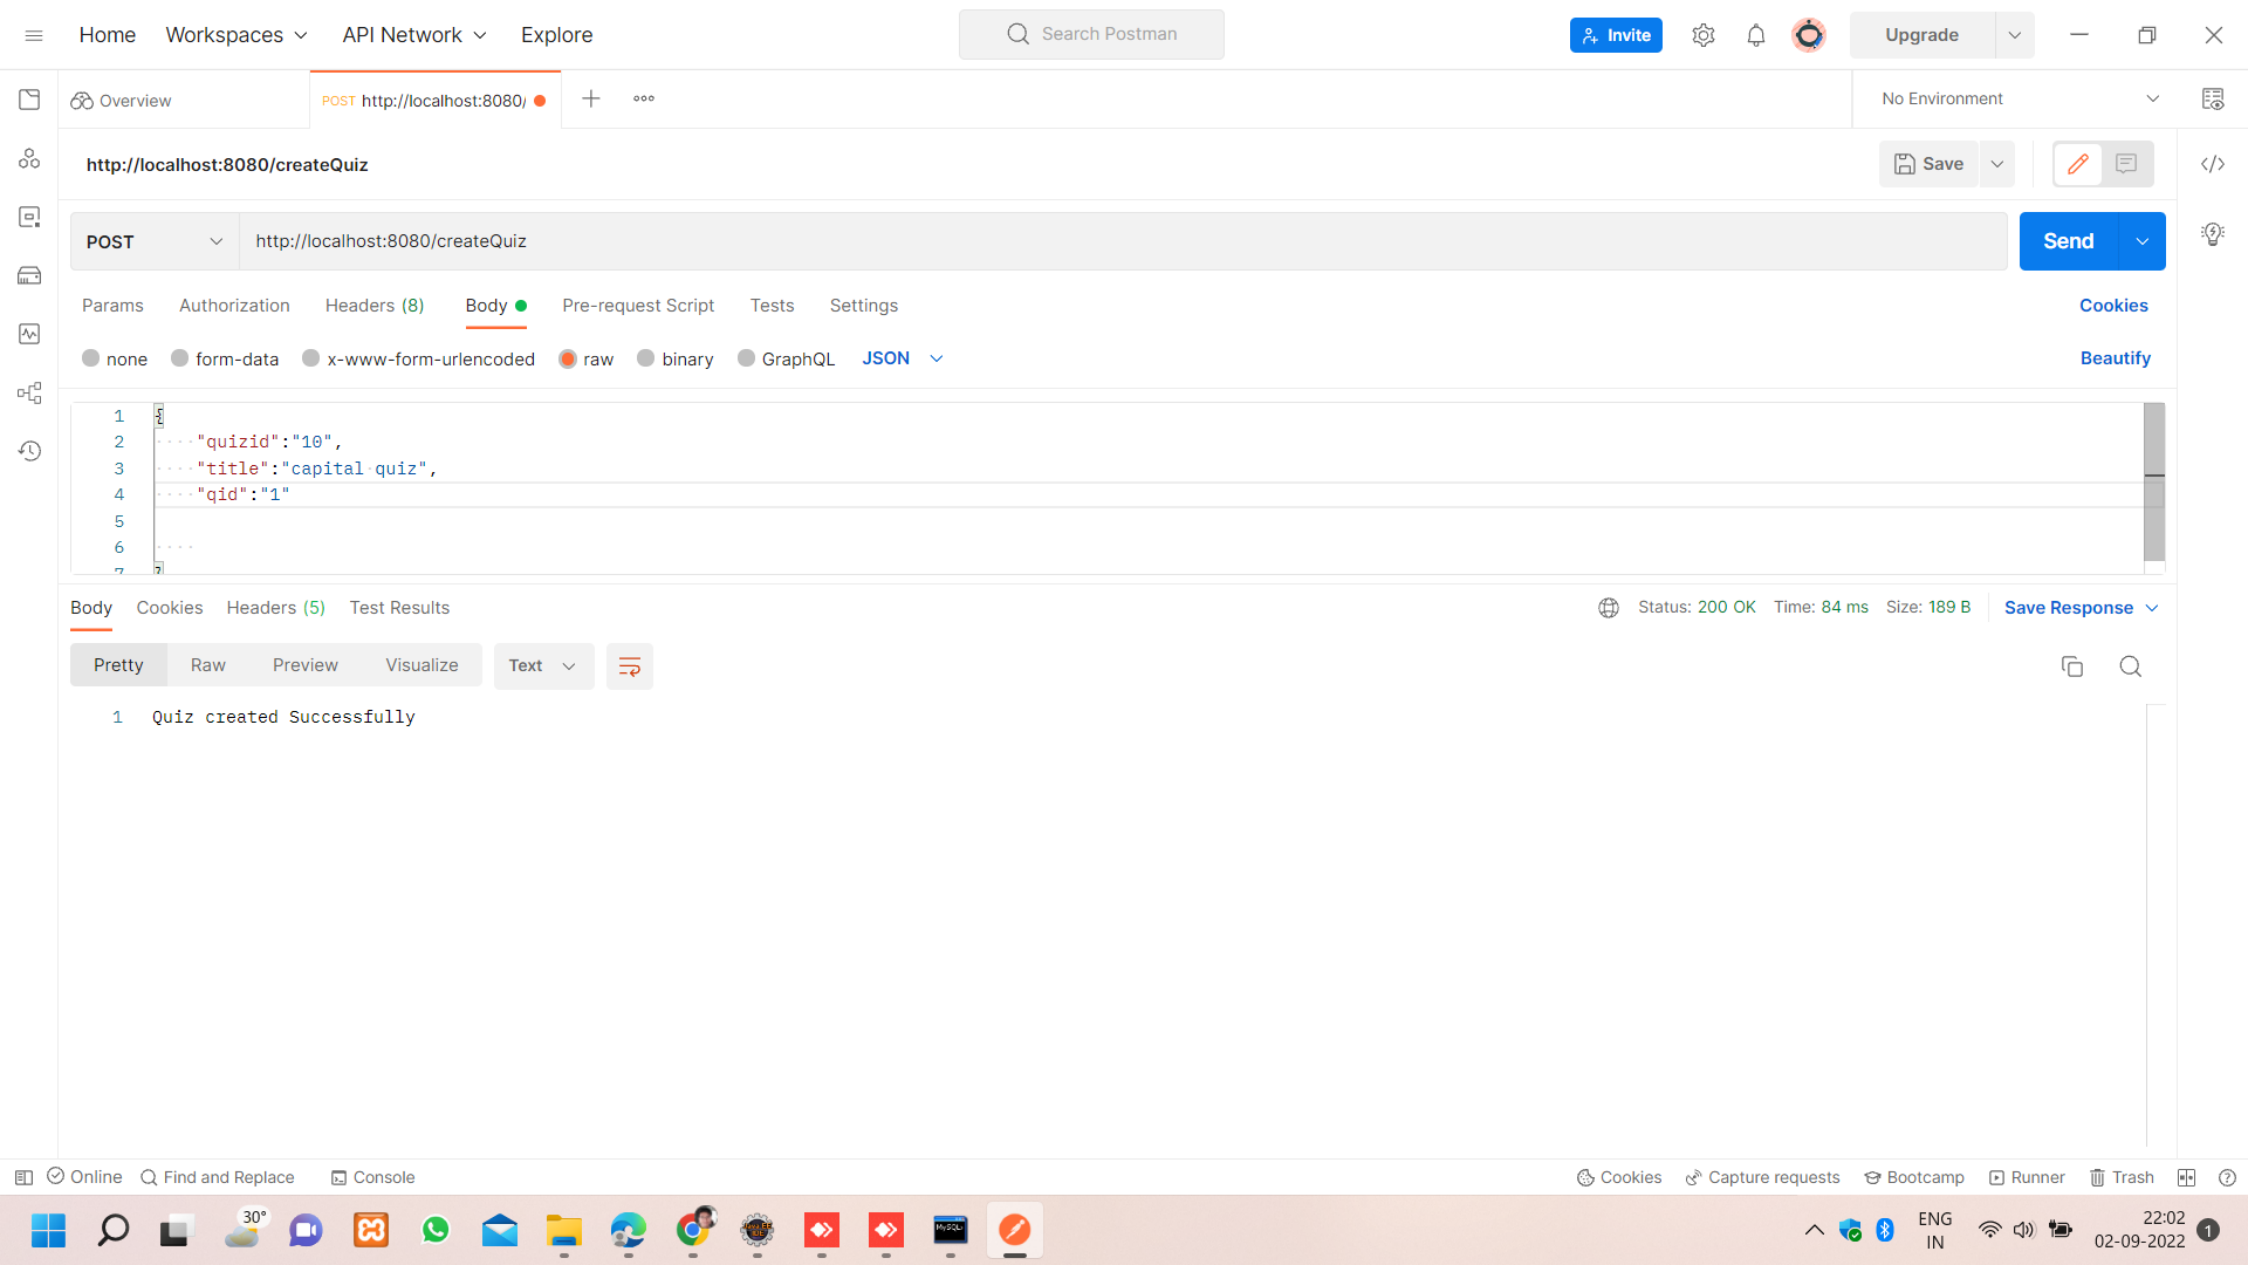 Home Workspaces API Network Explore Search Postman Invite Upgrade
Overview POST http://localhost:8080/ No Environment
http://localhost:8080/createQuiz Save
POST http://localhost:8080/createQuiz Send
Params Authorization Headers (8) Body Pre-request Script Tests Settings Cookies
none form-data x-www-form-urlencoded raw binary GraphQL JSON Beautify
1 {
2 "quizid":"10",
3 "title":"capital quiz",
4 "qid":"1"
5
6
7 }
Body Cookies Headers (5) Test Results Status: 200 OK Time: 84 ms Size: 189 B Save Response
Pretty Raw Preview Visualize Text
1 Quiz created Successfully
Online Find and Replace Console Cookies Capture requests Bootcamp Runner Trash
30° ENG 22:02
IN 02-09-2022 1